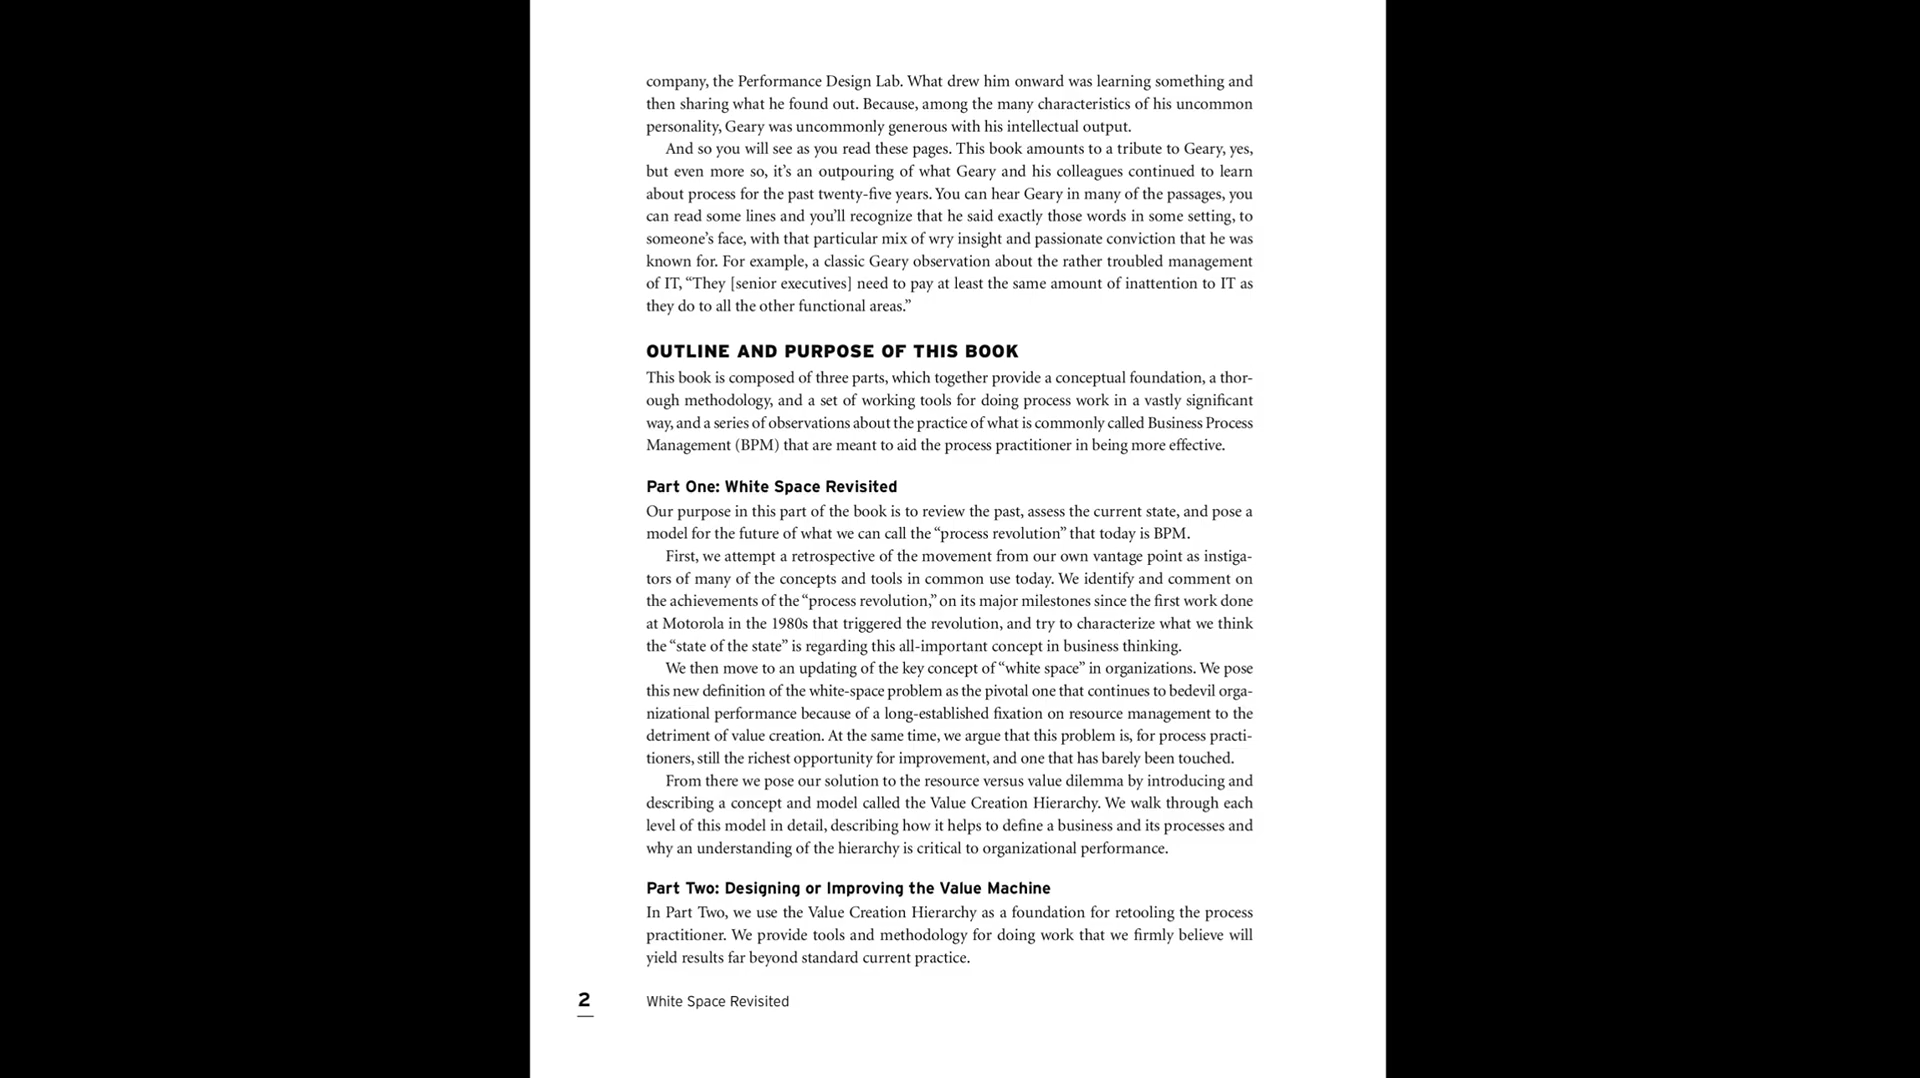 company, the Performance Design Lab. What drew him onward was learning something and
then sharing what he found out. Because, among the many characteristics of his uncommon
personality, Geary was uncommonly generous with his intellectual output.
And so you will see as you read these pages. This book amounts to a tribute to Geary, yes,
but even more so, it’s an outpouring of what Geary and his colleagues continued to learn
about process for the past twenty-five years. You can hear Geary in many of the passages, you
can read some lines and you’ll recognize that he said exactly those words in some setting, to
someone’s face, with that particular mix of wry insight and passionate conviction that he was
known for. For example, a classic Geary observation about the rather troubled management
of IT, “They [senior executives] need to pay at least the same amount of inattention to IT as
they do to all the other functional areas.”
OUTLINE AND PURPOSE OF THIS BOOK
This book is composed of three parts, which together provide a conceptual foundation, a thor-
ough methodology, and a set of working tools for doing process work in a vastly significant
way, and a series of observations about the practice of what is commonly called Business Process
Management (BPM) that are meant to aid the process practitioner in being more effective.
Part One: White Space Revisited
Our purpose in this part of the book is to review the past, assess the current state, and pose a
model for the future of what we can call the “process revolution” that today is BPM.
First, we attempt a retrospective of the movement from our own vantage point as instiga-
tors of many of the concepts and tools in common use today. We identify and comment on
the achievements of the “process revolution,” on its major milestones since the first work done
at Motorola in the 1980s that triggered the revolution, and try to characterize what we think
the “state of the state” is regarding this all-important concept in business thinking.
We then move to an updating of the key concept of “white space” in organizations. We pose
this new definition of the white-space problem as the pivotal one that continues to bedevil orga-
nizational performance because of a long-established fixation on resource management to the
detriment of value creation. At the same time, we argue that this problem is, for process practi-
tioners, still the richest opportunity for improvement, and one that has barely been touched.
From there we pose our solution to the resource versus value dilemma by introducing and
describing a concept and model called the Value Creation Hierarchy. We walk through each
level of this model in detail, describing how it helps to define a business and its processes and
why an understanding of the hierarchy is critical to organizational performance.
Part Two: Designing or Improving the Value Machine
In Part Two, we use the Value Creation Hierarchy as a foundation for retooling the process
practitioner. We provide tools and methodology for doing work that we firmly believe will
yield results far beyond standard current practice.
2 White Space Revisited